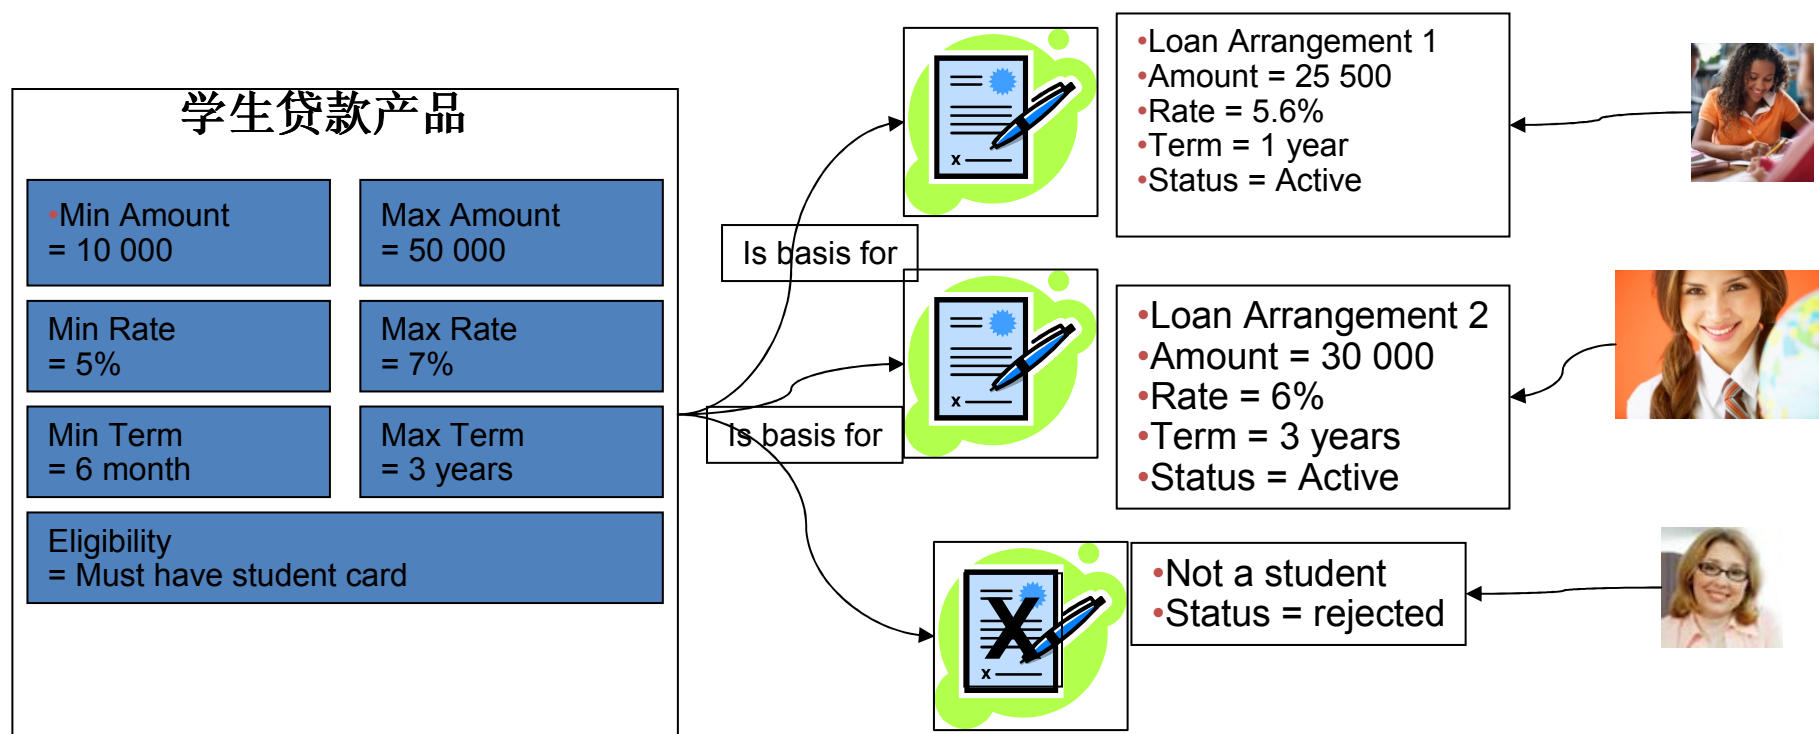 学生贷款产品
•Min Amount
= 10 000
Max Amount
= 50 000
Min Rate
= 5%
Max Rate
= 7%
Min Term
= 6 month
Max Term
= 3 years
Eligibility
= Must have student card
Is basis for
Is basis for
x
•Loan Arrangement 1
•Amount = 25 500
•Rate = 5.6%
•Term = 1 year
•Status = Active
x
•Loan Arrangement 2
•Amount = 30 000
•Rate = 6%
•Term = 3 years
•Status = Active
X
x
•Not a student
•Status = rejected